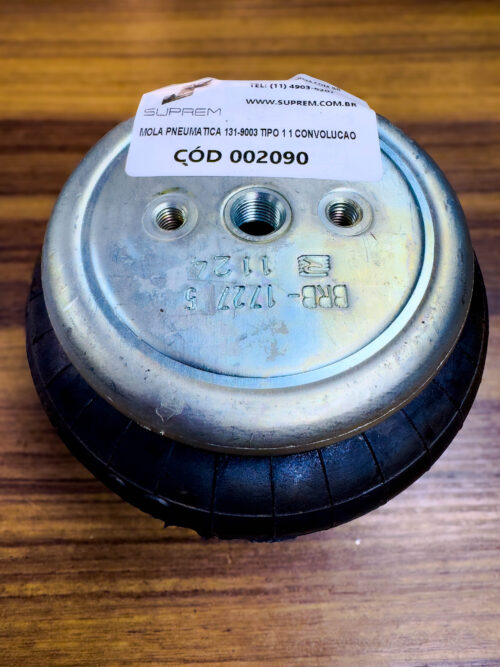 TEL: (11) 4903-6207
SUPREM
WWW.SUPREM.COM.BR
MOLA PNEUMATICA 131-9003 TIPO 1 1 CONVOLUCAO
CÓD 002090
BRB-1727 5
1124